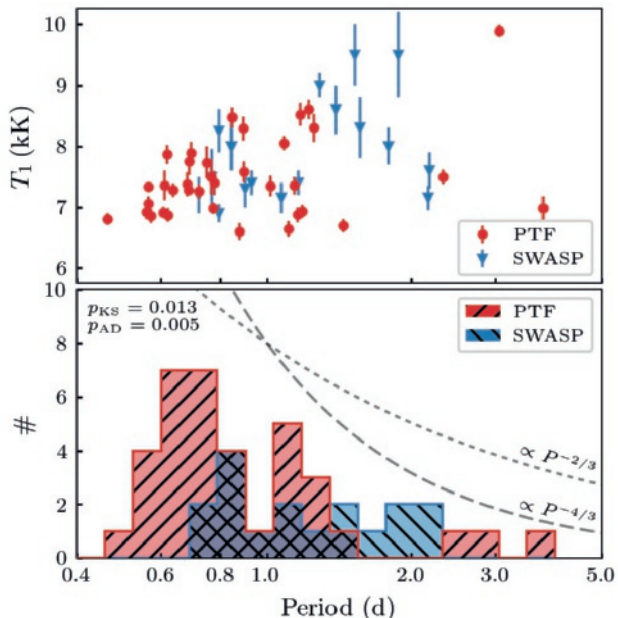 10
9
8
7
6
T₁ (kK)
PTF
SWASP
10
8
6
4
2
0
#
p_KS = 0.013
p_AD = 0.005
PTF
SWASP
∝ P^−2/3
∝ P^−4/3
0.4 0.6 0.8 1.0 2.0 3.0 5.0
Period (d)